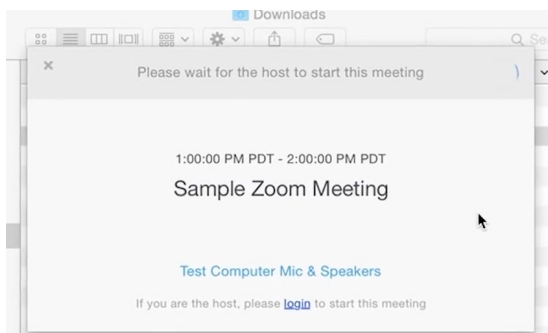 Downloads
Please wait for the host to start this meeting
1:00:00 PM PDT - 2:00:00 PM PDT
Sample Zoom Meeting
Test Computer Mic & Speakers
If you are the host, please login to start this meeting